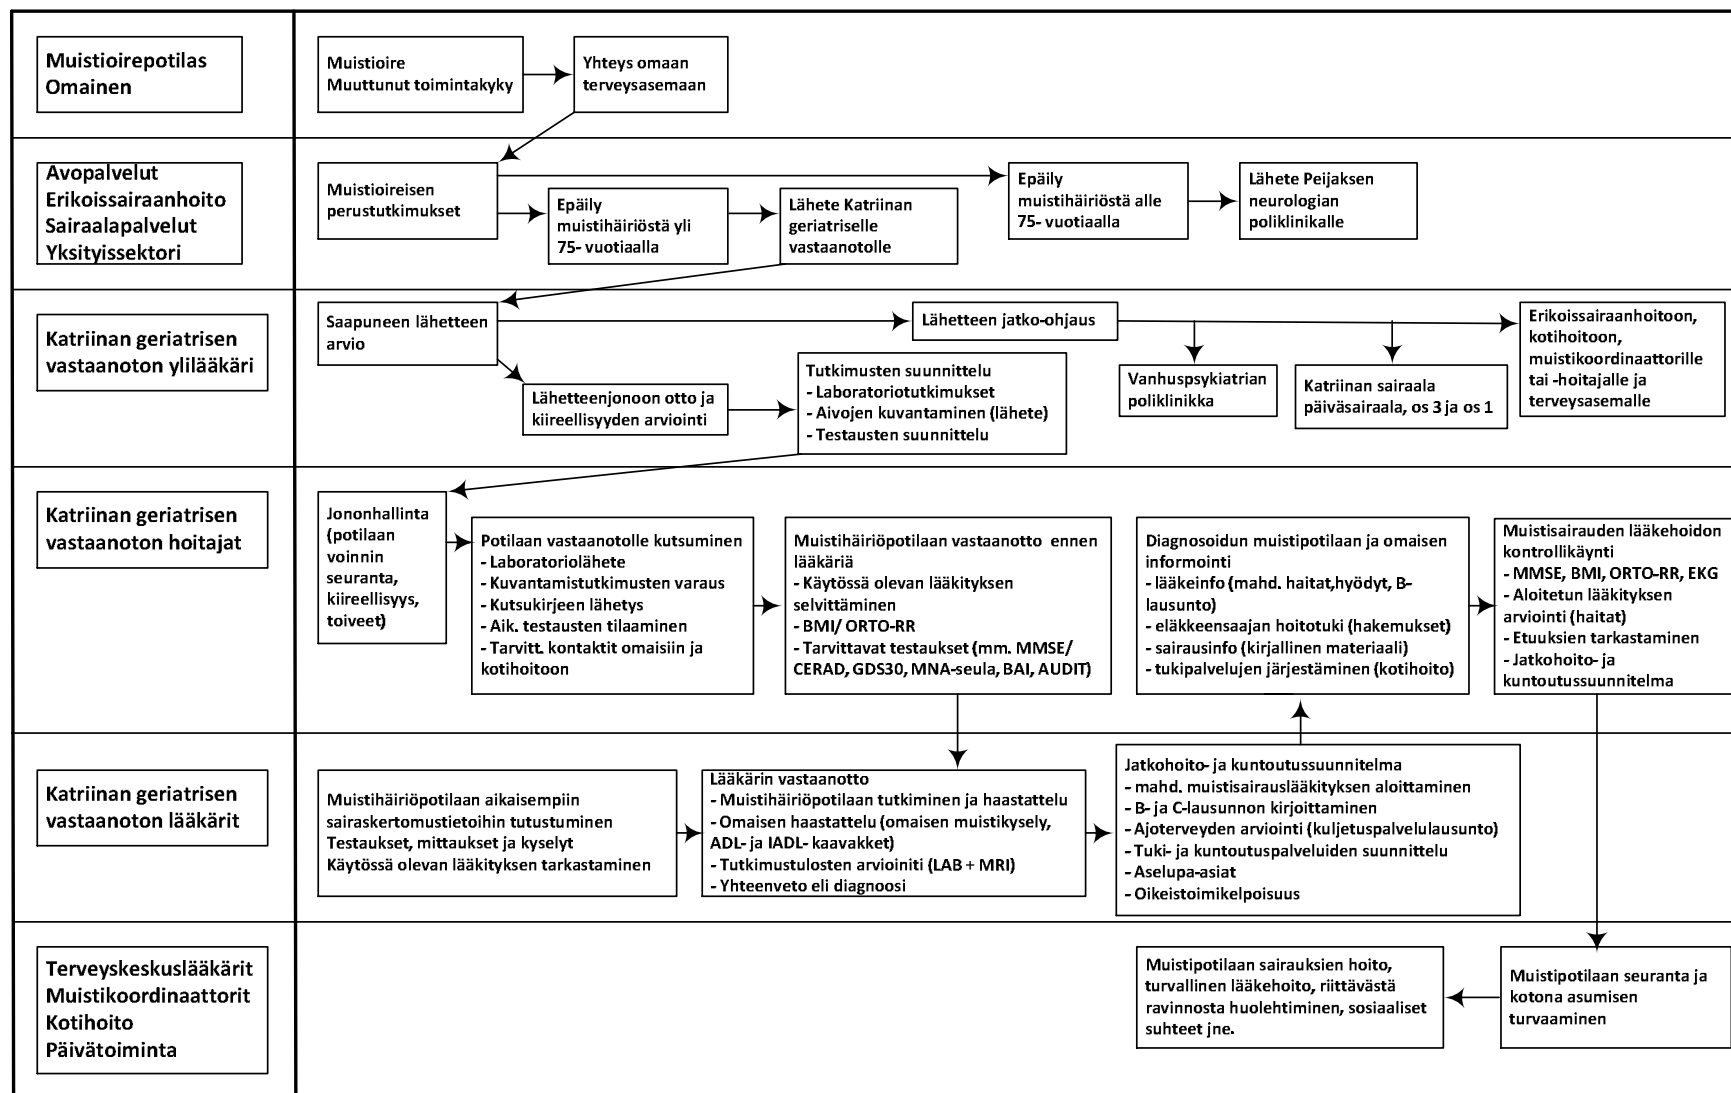 Muistioirepotilas
Omainen
Muistioire
Muuttunut toimintakyky
Yhteys omaan
terveysasemaan
Avopalvelut
Erikoissairaanhoito
Sairaalapalvelut
Yksityissektori
Muistioireisen
perustutkimukset
Epäily
muistihäiriöstä yli
75- vuotiaalla
Lähete Katriinan
geriatriselle
vastaanotolle
Epäily
muistihäiriöstä alle
75- vuotiaalla
Lähete Peijaksen
neurologian
poliklinikalle
Katriinan geriatrisen
vastaanoton ylilääkäri
Saapuneen lähetteen
arvio
Lähetteenjonoon otto ja
kiireellisyyden arviointi
Tutkimusten suunnittelu
- Laboratoriotutkimukset
- Aivojen kuvantaminen (lähete)
- Testausten suunnittelu
Lähetteen jatko-ohjaus
Vanhuspsykiatrian
poliklinikka
Katriinan sairaala
päiväsairaala, os 3 ja os 1
Erikoissairaanhoitoon,
kotihoitoon,
muistikoordinaattorille
tai -hoitajalle ja
terveysasemalle
Katriinan geriatrisen
vastaanoton hoitajat
Jononhallinta
(potilaan
voinnin
seuranta,
kiireellisyys,
toiveet)
Potilaan vastaanotolle kutsuminen
- Laboratoriolähete
- Kuvantamistutkimusten varaus
- Kutsukirjeen lähetys
- Aik. testausten tilaaminen
- Tarvitt. kontaktit omaisiin ja
kotihoitoon
Muistihäiriöpotilaan vastaanotto ennen
lääkäriä
- Käytössä olevan lääkityksen
selvittäminen
- BMI/ ORTO-RR
- Tarvittavat testaukset (mm. MMSE/
CERAD, GDS30, MNA-seula, BAI, AUDIT)
Diagnosoidun muistipotilaan ja omaisen
informointi
- lääkeinfo (mahd. haitat,hyödyt, B-
lausunto)
- eläkkeensaajan hoitotuki (hakemukset)
- sairausinfo (kirjallinen materiaali)
- tukipalvelujen järjestäminen (kotihoito)
Muistisairauden lääkehoidon
kontrollikäynti
- MMSE, BMI, ORTO-RR, EKG
- Aloitetun lääkityksen
arviointi (haitat)
- Etuuksien tarkastaminen
- Jatkohoito- ja
kuntoutussuunnitelma
Katriinan geriatrisen
vastaanoton lääkärit
Muistihäiriöpotilaan aikaisempiin
sairaskertomustietoihin tutustuminen
Testaukset, mittaukset ja kyselyt
Käytössä olevan lääkityksen tarkastaminen
Lääkärin vastaanotto
- Muistihäiriöpotilaan tutkiminen ja haastattelu
- Omaisen haastattelu (omaisen muistikysely,
ADL- ja IADL- kaavakket)
- Tutkimustulosten arvioiniti (LAB + MRI)
- Yhteenveto eli diagnoosi
Jatkohoito- ja kuntoutussuunnitelma
- mahd. muistisairauslääkityksen aloittaminen
- B- ja C-lausunnon kirjoittaminen
- Ajoterveyden arviointi (kuljetuspalvelulausunto)
- Tuki- ja kuntoutuspalveluiden suunnittelu
- Aselupa-asiat
- Oikeistoimikelpoisuus
Terveyskeskuslääkärit
Muistikoordinaattorit
Kotihoito
Päivätoiminta
Muistipotilaan sairauksien hoito,
turvallinen lääkehoito, riittävästä
ravinnosta huolehtiminen, sosiaaliset
suhteet jne.
Muistipotilaan seuranta ja
kotona asumisen
turvaaminen